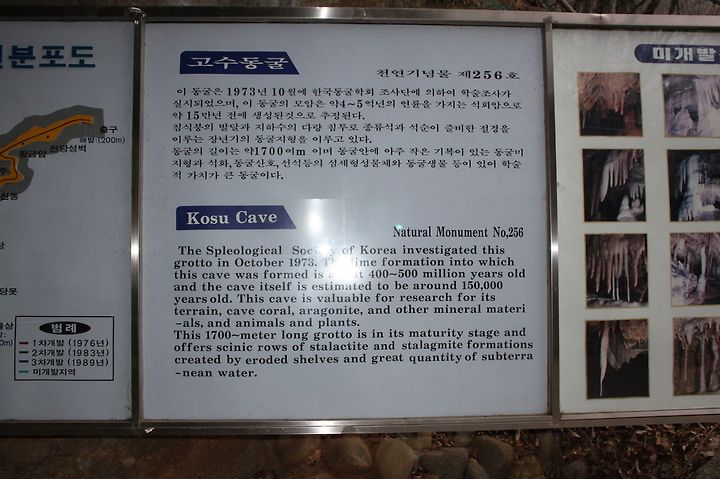 분포도
출구
해발:(200m)
천당성벽
황금암
범례
1차개발 (1976년)
2차개발 (1983년)
3차개발 (1989년)
미개발지역
고수동굴
천연기념물 제256호
이 동굴은 1973년 10월에 한국동굴학회 조사단에 의하여 학술조사가
실시되었으며, 이 동굴의 모암은 약4~5억년의 연륜을 가지는 석회암으로
약 15만년 전에 생성된것으로 추정된다.
침식붕의 발달과 지하수의 다량 침투로 종류석과 석순이 즐비한 절경을
이루는 장년기의 동굴지형을 이루고 있다.
동굴의 길이는 약1700여m 이며 동굴안에 아주 작은 기복이 있는 동굴미
지형과 석화, 동굴산호, 선석등의 섬세형성물체와 동굴생물 등이 있어 학술
적 가치가 큰 동굴이다.
Kosu Cave
Natural Monument No,256
The Spleological Society of Korea investigated this
grotto in October 1973. The lime formation into which
this cave was formed is about 400~500 million years old
and the cave itself is estimated to be around 150,000
years old. This cave is valuable for research for its
terrain, cave coral, aragonite, and other mineral materi
-als, and animals and plants.
This 1700~meter long grotto is in its maturity stage and
offers scinic rows of stalactite and stalagmite formations
created by eroded shelves and great quantity of subterra
-nean water.
미개발